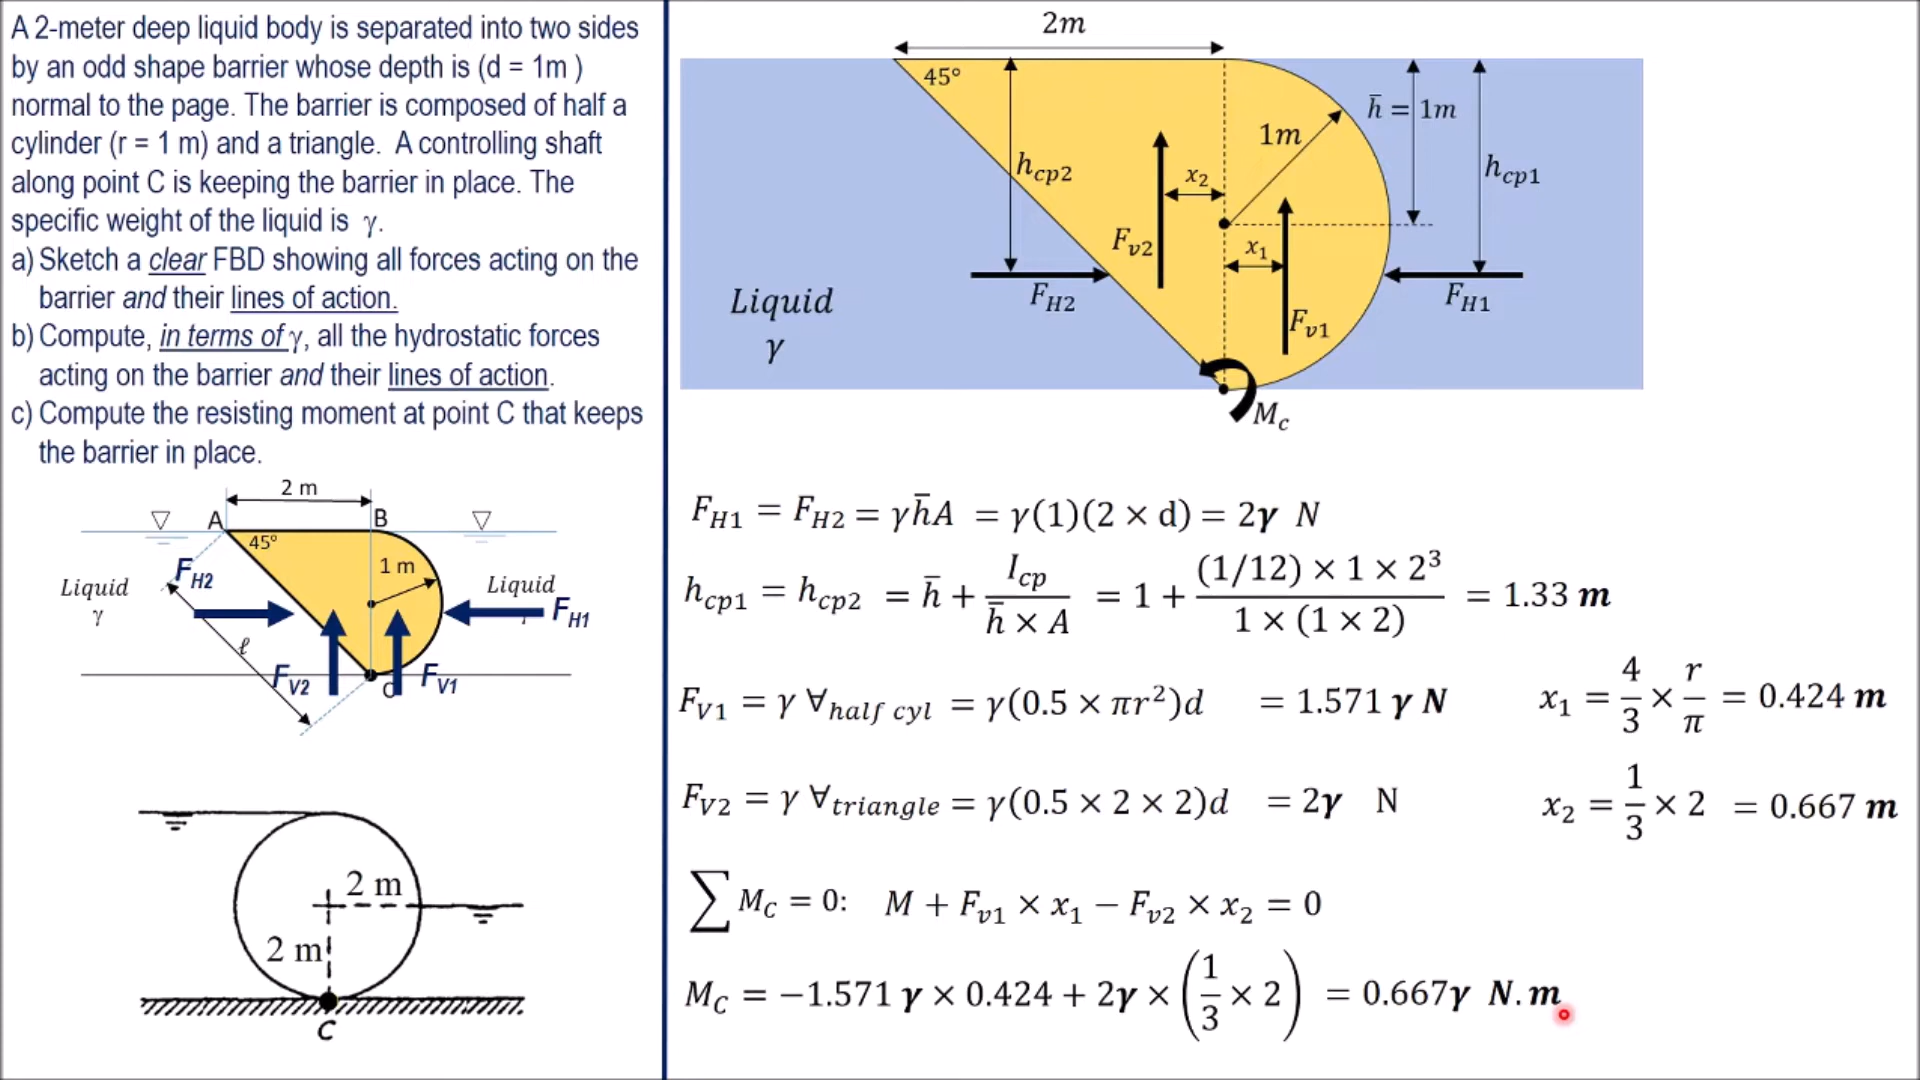 A 2-meter deep liquid body is separated into two sides
by an odd shape barrier whose depth is (d = 1m )
normal to the page. The barrier is composed of half a
cylinder (r = 1 m) and a triangle. A controlling shaft
along point C is keeping the barrier in place. The
specific weight of the liquid is γ.
a) Sketch a clear FBD showing all forces acting on the
barrier and their lines of action.
b) Compute, in terms of γ, all the hydrostatic forces
acting on the barrier and their lines of action.
c) Compute the resisting moment at point C that keeps
the barrier in place.
2 m
A
B
45°
1 m
Liquid
γ
F_H2
Liquid
F_H1
ℓ
F_V2
C
F_V1
2 m
2 m
C
2m
45°
h̄ = 1m
1m
h_cp2
x_2
h_cp1
F_v2
x_1
Liquid
γ
F_H2
F_H1
F_v1
M_c
F_H1 = F_H2 = γh̄A = γ(1)(2 × d) = 2γ N
h_cp1 = h_cp2 = h̄ + I_cp / (h̄ × A) = 1 + ((1/12) × 1 × 2³) / (1 × (1 × 2)) = 1.33 m
F_V1 = γ ∀_half cyl = γ(0.5 × πr²)d = 1.571 γ N
x_1 = 4/3 × r/π = 0.424 m
F_V2 = γ ∀_triangle = γ(0.5 × 2 × 2)d = 2γ N
x_2 = 1/3 × 2 = 0.667 m
∑ M_C = 0: M + F_v1 × x_1 − F_v2 × x_2 = 0
M_C = −1.571 γ × 0.424 + 2γ × (1/3 × 2) = 0.667γ N.m